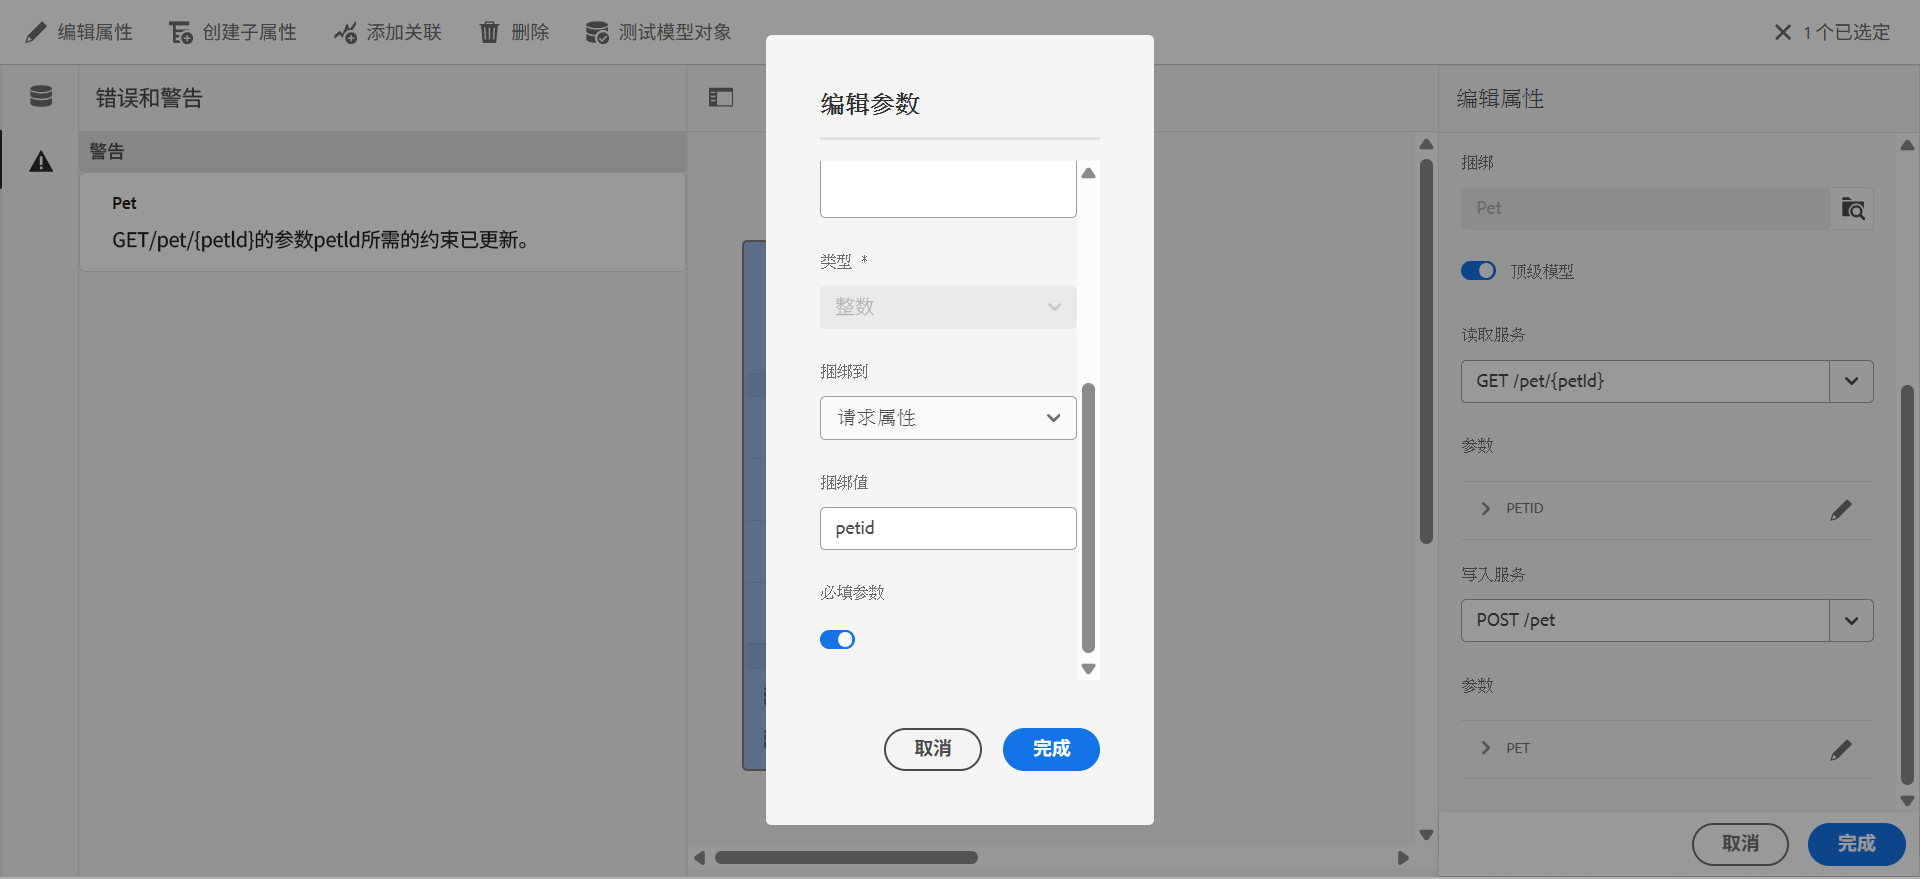 编辑属性
创建子属性
添加关联
删除
测试模型对象
1 个已选定
错误和警告
警告
Pet
GET/pet/{petId}的参数petId所需的约束已更新。
编辑参数
类型 *
整数
捆绑到
请求属性
捆绑值
petid
必填参数
取消
完成
编辑属性
捆绑
Pet
顶级模型
读取服务
GET /pet/{petId}
参数
PETID
写入服务
POST /pet
参数
PET
取消
完成